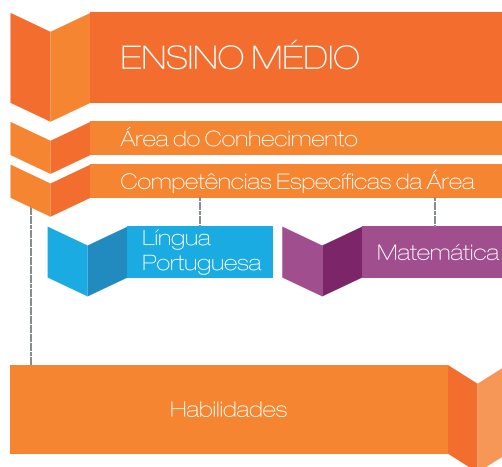 ENSINO MÉDIO
Área do Conhecimento
Competências Específicas da Área
Língua
Portuguesa
Matemática
Habilidades